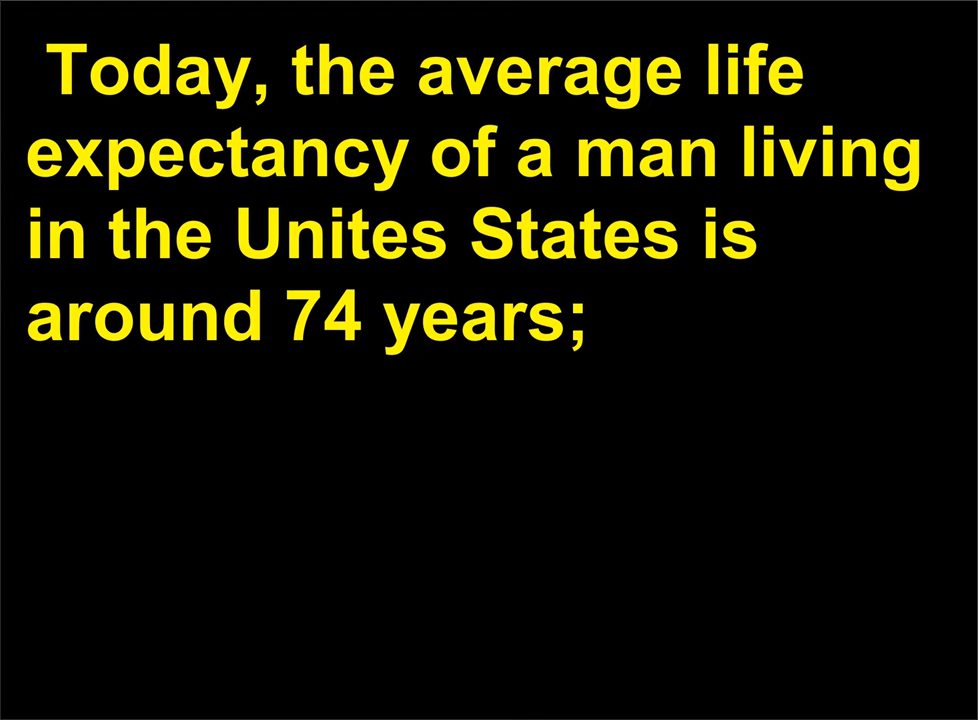 Today, the average life
expectancy of a man living
in the Unites States is
around 74 years;